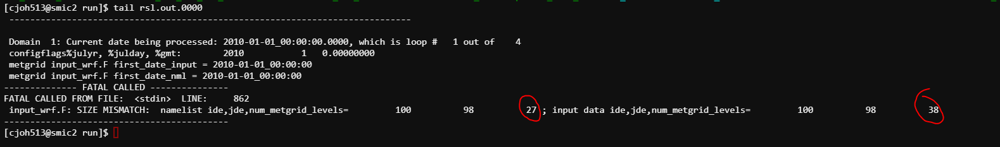 [cjoh513@smic2 run]$ tail rsl.out.0000
-----------------------------------------------------------------------------
Domain  1: Current date being processed: 2010-01-01_00:00:00.0000, which is loop #   1 out of    4
configflags%julyr, %julday, %gmt:        2010           1   0.00000000
metgrid input_wrf.F first_date_input = 2010-01-01_00:00:00
metgrid input_wrf.F first_date_nml = 2010-01-01_00:00:00
-------------- FATAL CALLED ---------------
FATAL CALLED FROM FILE:  <stdin>  LINE:     862
input_wrf.F: SIZE MISMATCH:  namelist ide,jde,num_metgrid_levels=         100          98          27 ; input data ide,jde,num_metgrid_levels=         100          98          38
-------------------------------------------
[cjoh513@smic2 run]$